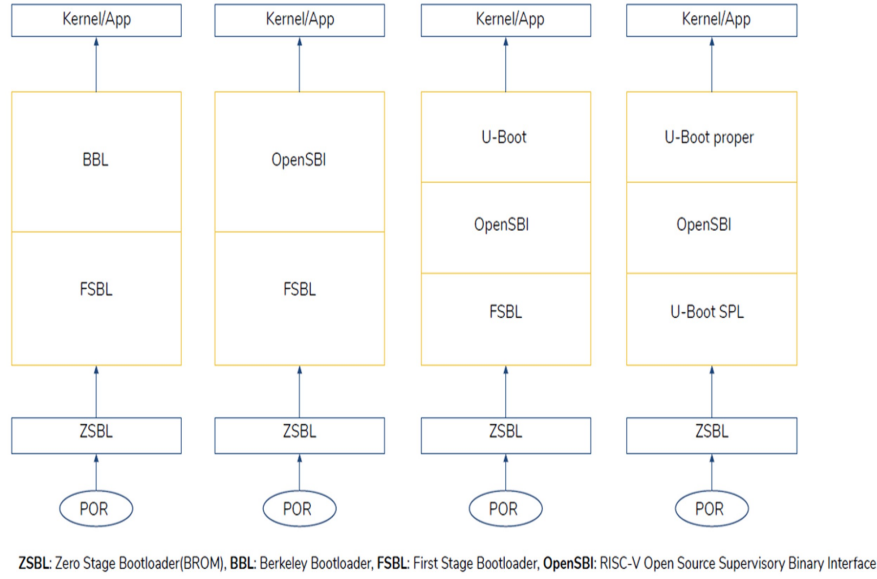 Kernel/App Kernel/App Kernel/App Kernel/App
BBL OpenSBI U-Boot U-Boot proper
OpenSBI OpenSBI
FSBL FSBL FSBL U-Boot SPL
ZSBL ZSBL ZSBL ZSBL
POR POR POR POR
ZSBL: Zero Stage Bootloader(BROM), BBL: Berkeley Bootloader, FSBL: First Stage Bootloader, OpenSBI: RISC-V Open Source Supervisory Binary Interface